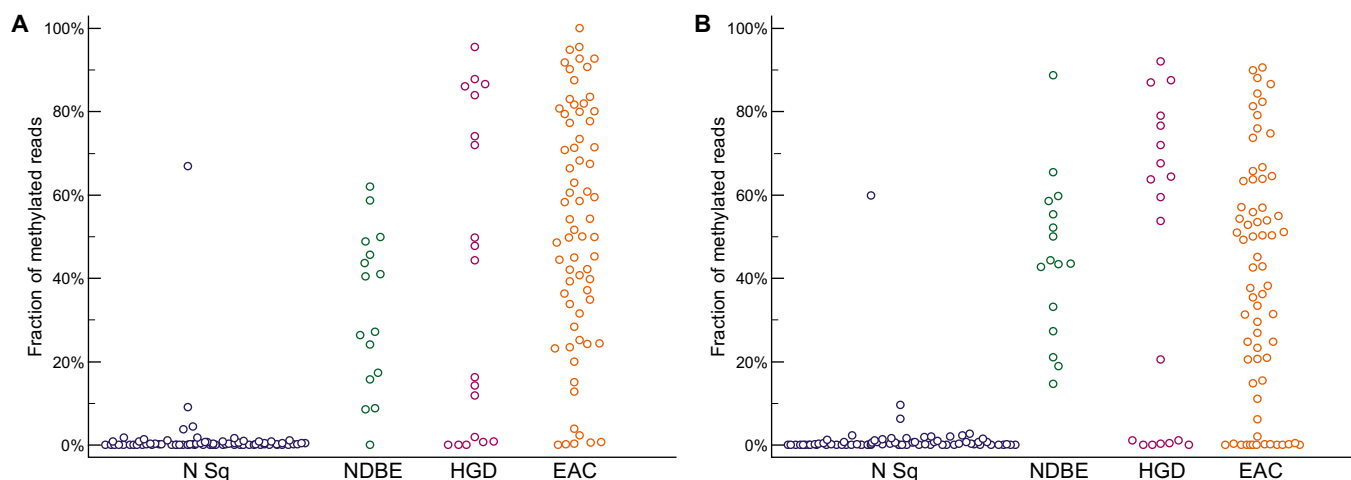 A
Fraction of methylated reads
100%
80%
60%
40%
20%
0%
N Sq NDBE HGD EAC
B
Fraction of methylated reads
100%
80%
60%
40%
20%
0%
N Sq NDBE HGD EAC